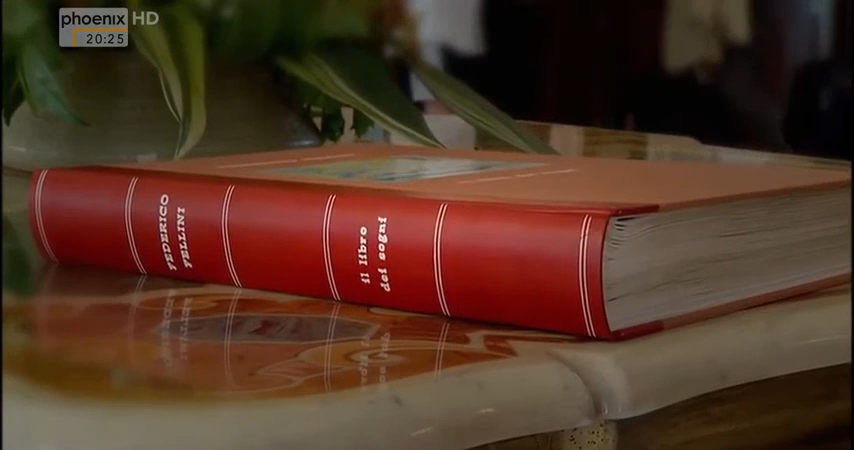 phoenix HD
20:25
FEDERICO
FELLINI
il libro
dei sogni